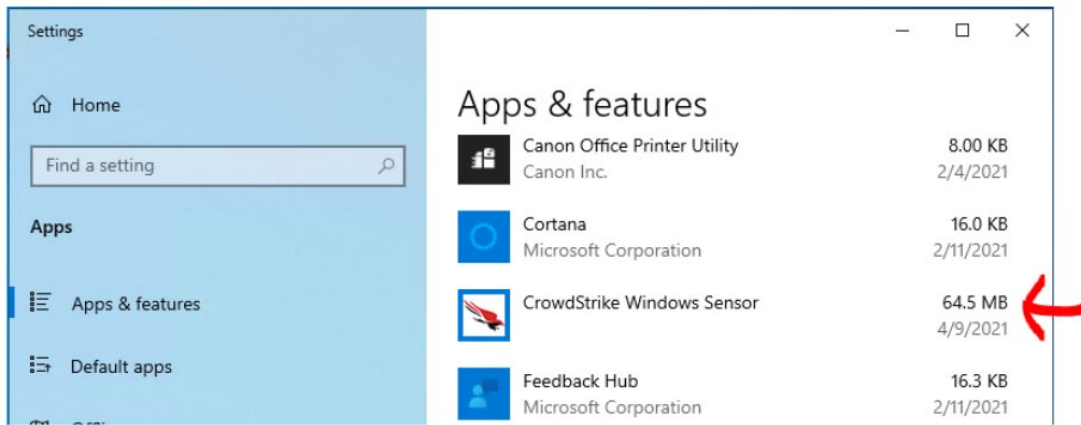 Settings
Home
Find a setting
Apps
Apps & features
Default apps
Apps & features
Canon Office Printer Utility 8.00 KB
Canon Inc. 2/4/2021
Cortana 16.0 KB
Microsoft Corporation 2/11/2021
CrowdStrike Windows Sensor 64.5 MB
4/9/2021
Feedback Hub 16.3 KB
Microsoft Corporation 2/11/2021